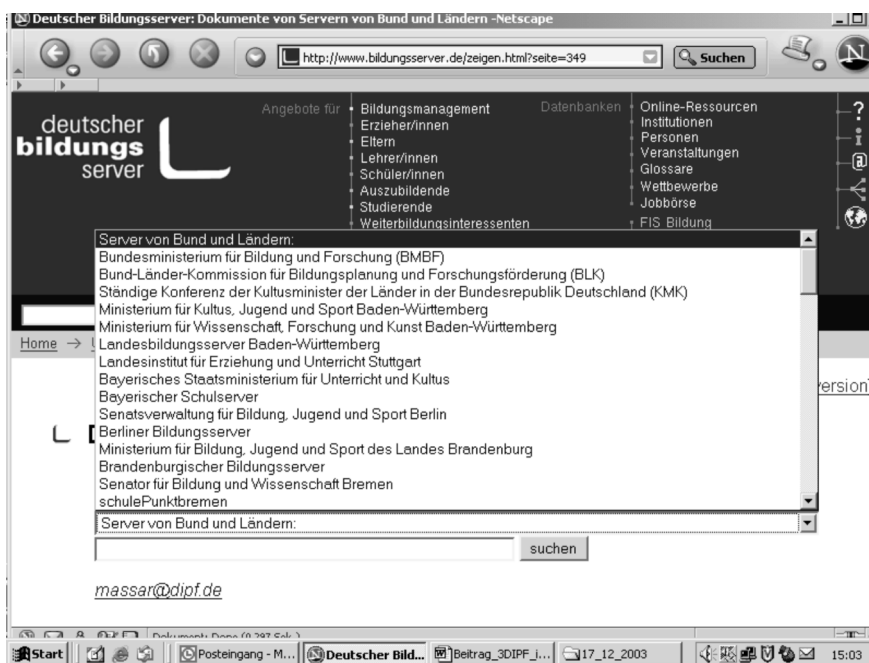 Deutscher Bildungsserver: Dokumente von Servern von Bund und Ländern -Netscape
http://www.bildungsserver.de/zeigen.html?seite=349
Suchen
N
deutscher
bildungs
server
Angebote für
Bildungsmanagement
Erzieher/innen
Eltern
Lehrer/innen
Schüler/innen
Auszubildende
Studierende
Weiterbildungsinteressenten
Datenbanken
Online-Ressourcen
Institutionen
Personen
Veranstaltungen
Glossare
Wettbewerbe
Jobbörse
FIS Bildung
?
i
@
Server von Bund und Ländern:
Bundesministerium für Bildung und Forschung (BMBF)
Bund-Länder-Kommission für Bildungsplanung und Forschungsförderung (BLK)
Ständige Konferenz der Kultusminister der Länder in der Bundesrepublik Deutschland (KMK)
Ministerium für Kultus, Jugend und Sport Baden-Württemberg
Ministerium für Wissenschaft, Forschung und Kunst Baden-Württemberg
Landesbildungsserver Baden-Württemberg
Landesinstitut für Erziehung und Unterricht Stuttgart
Bayerisches Staatsministerium für Unterricht und Kultus
Bayerischer Schulserver
Senatsverwaltung für Bildung, Jugend und Sport Berlin
Berliner Bildungsserver
Ministerium für Bildung, Jugend und Sport des Landes Brandenburg
Brandenburgischer Bildungsserver
Senator für Bildung und Wissenschaft Bremen
schulePunktbremen
Home →
ersion
Server von Bund und Ländern:
suchen
massar@dipf.de
Dokument: Done (0.297 Sek.)
Start
Posteingang - M...
Deutscher Bild...
Beitrag_3DIPF_i...
17_12_2003
15:03